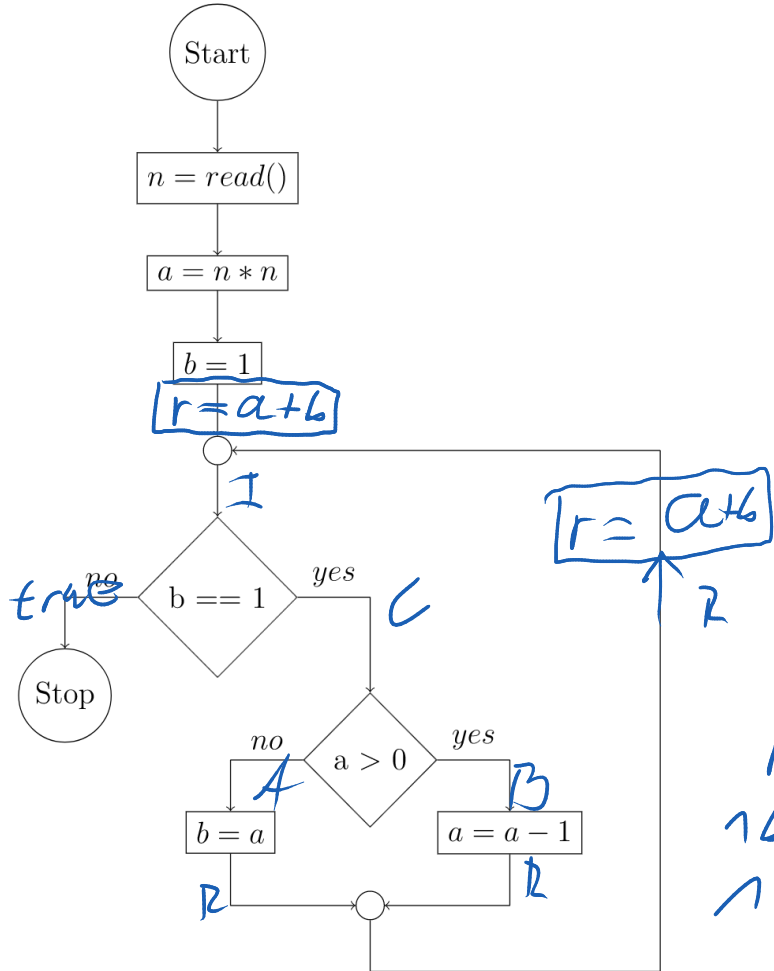 Start
n = read()
a = n * n
b = 1
r = a + b
I
r = a+b
true
no
b == 1
yes
C
R
Stop
no
a > 0
yes
A
B
b = a
a = a − 1
R
R